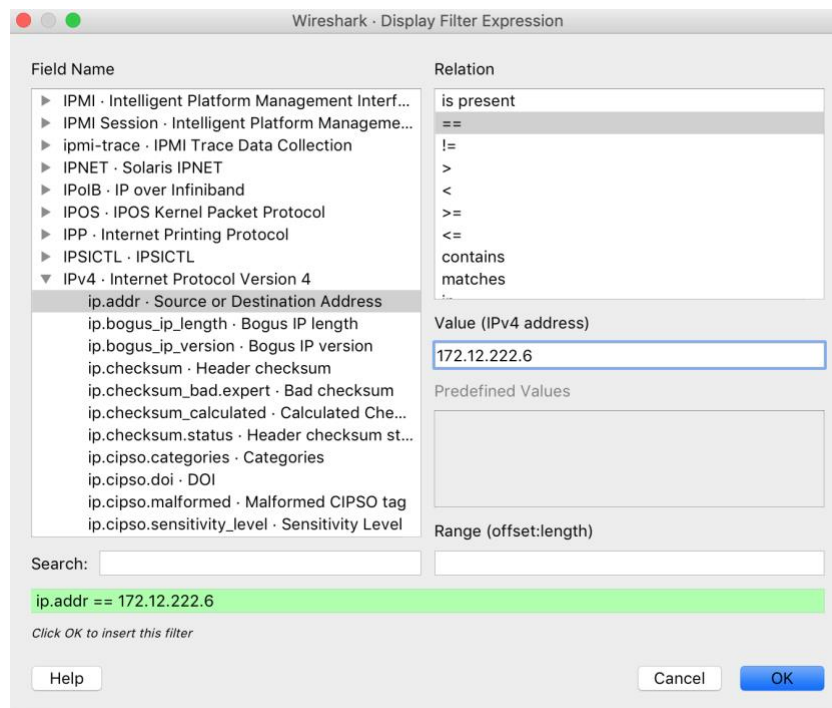 Wireshark · Display Filter Expression
Field Name
IPMI · Intelligent Platform Management Interf...
IPMI Session · Intelligent Platform Manageme...
ipmi-trace · IPMI Trace Data Collection
IPNET · Solaris IPNET
IPoIB · IP over Infiniband
IPOS · IPOS Kernel Packet Protocol
IPP · Internet Printing Protocol
IPSICTL · IPSICTL
IPv4 · Internet Protocol Version 4
ip.addr · Source or Destination Address
ip.bogus_ip_length · Bogus IP length
ip.bogus_ip_version · Bogus IP version
ip.checksum · Header checksum
ip.checksum_bad.expert · Bad checksum
ip.checksum_calculated · Calculated Che...
ip.checksum.status · Header checksum st...
ip.cipso.categories · Categories
ip.cipso.doi · DOI
ip.cipso.malformed · Malformed CIPSO tag
ip.cipso.sensitivity_level · Sensitivity Level
Search:
Relation
is present
==
!=
>
<
>=
<=
contains
matches
Value (IPv4 address)
172.12.222.6
Predefined Values
Range (offset:length)
ip.addr == 172.12.222.6
Click OK to insert this filter
Help
Cancel
OK